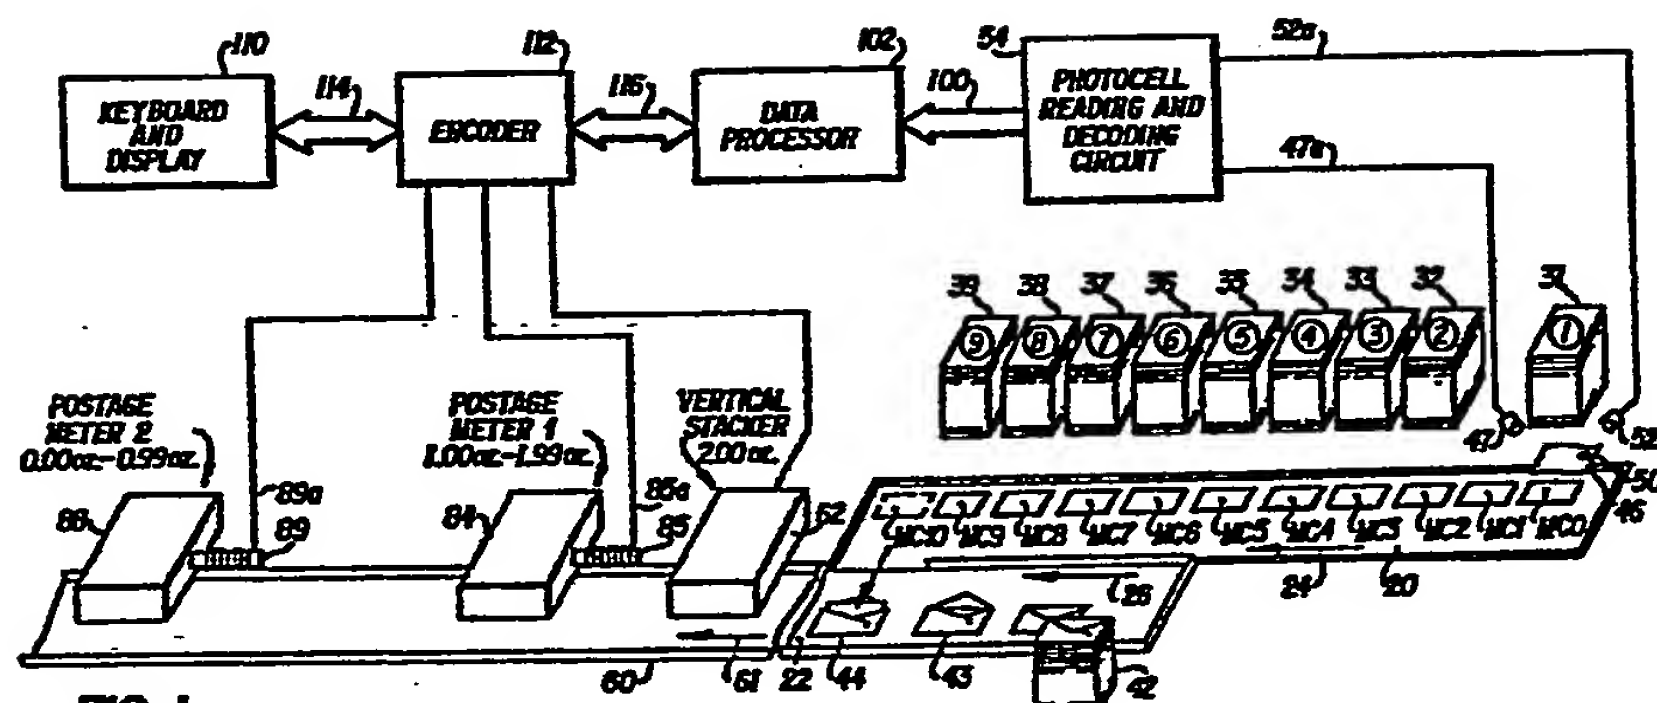 110
112
102
54
52a
KEYBOARD
AND
DISPLAY
114
ENCODER
116
DATA
PROCESSOR
100
PHOTOCELL
READING AND
DECODING
CIRCUIT
47a
39
38
37
36
35
34
33
32
31
9
8
7
6
5
4
3
2
1
47
52
POSTAGE
METER 2
0.00oz.-0.99oz.
POSTAGE
METER 1
1.00oz.-1.99oz.
VERTICAL
STACKER
2.00 oz.
89a
85a
50
46
88
89
84
85
62
MC10
MC9
MC8
MC7
MC6
MC5
MC4
MC3
MC2
MC1
MC0
26
24
20
60
61
22
44
43
42